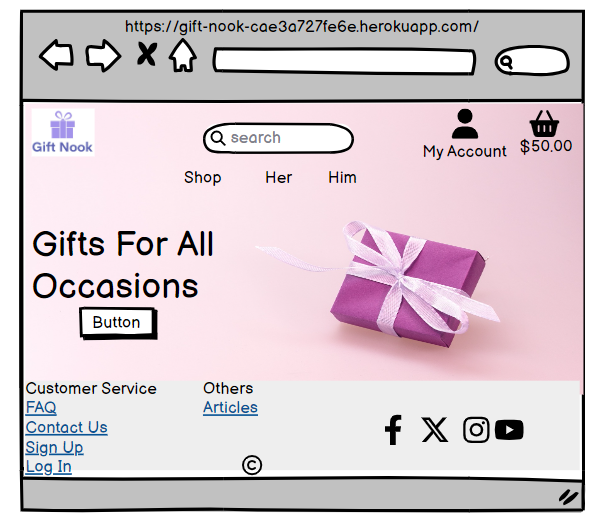 https://gift-nook-cae3a727fe6e.herokuapp.com/
Gift Nook
search
My Account
$50.00
Shop Her Him
Gifts For All
Occasions
Button
Customer Service
FAQ
Contact Us
Sign Up
Log In
Others
Articles
©